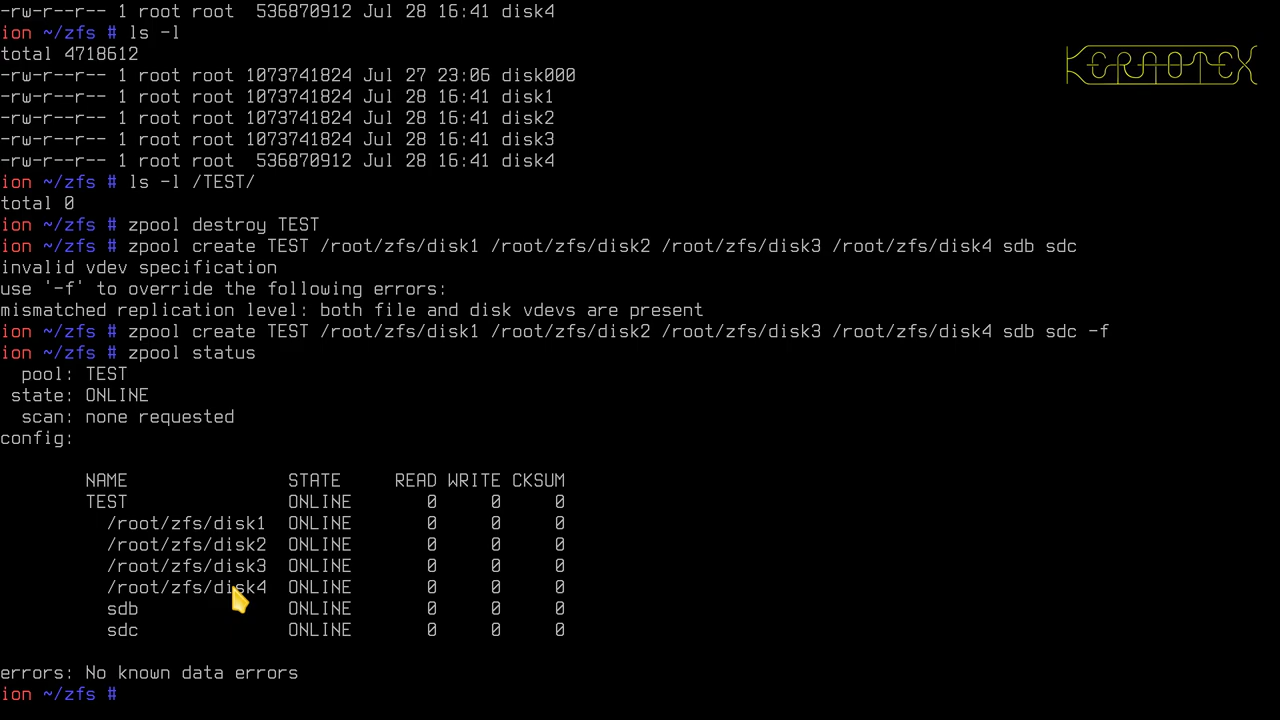 -rw-r--r-- 1 root root  536870912 Jul 28 16:41 disk4
ion ~/zfs # ls -l
total 4718612
-rw-r--r-- 1 root root 1073741824 Jul 27 23:06 disk000
-rw-r--r-- 1 root root 1073741824 Jul 28 16:41 disk1
-rw-r--r-- 1 root root 1073741824 Jul 28 16:41 disk2
-rw-r--r-- 1 root root 1073741824 Jul 28 16:41 disk3
-rw-r--r-- 1 root root  536870912 Jul 28 16:41 disk4
ion ~/zfs # ls -l /TEST/
total 0
ion ~/zfs # zpool destroy TEST
ion ~/zfs # zpool create TEST /root/zfs/disk1 /root/zfs/disk2 /root/zfs/disk3 /root/zfs/disk4 sdb sdc
invalid vdev specification
use '-f' to override the following errors:
mismatched replication level: both file and disk vdevs are present
ion ~/zfs # zpool create TEST /root/zfs/disk1 /root/zfs/disk2 /root/zfs/disk3 /root/zfs/disk4 sdb sdc -f
ion ~/zfs # zpool status
  pool: TEST
 state: ONLINE
  scan: none requested
config:
        NAME               STATE     READ WRITE CKSUM
        TEST               ONLINE       0     0     0
          /root/zfs/disk1  ONLINE       0     0     0
          /root/zfs/disk2  ONLINE       0     0     0
          /root/zfs/disk3  ONLINE       0     0     0
          /root/zfs/disk4  ONLINE       0     0     0
          sdb              ONLINE       0     0     0
          sdc              ONLINE       0     0     0
errors: No known data errors
ion ~/zfs #